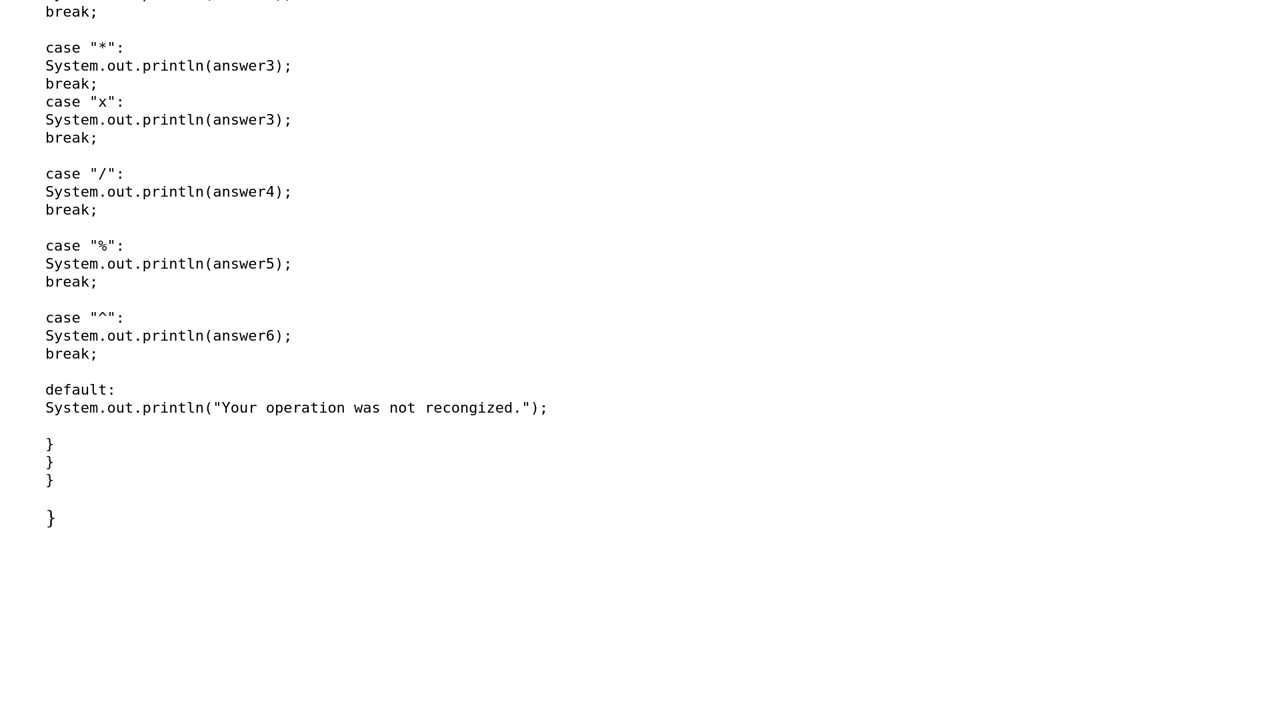 break;
case "*":
System.out.println(answer3);
break;
case "x":
System.out.println(answer3);
break;
case "/":
System.out.println(answer4);
break;
case "%":
System.out.println(answer5);
break;
case "^":
System.out.println(answer6);
break;
default:
System.out.println("Your operation was not recongized.");
}
}
}
}